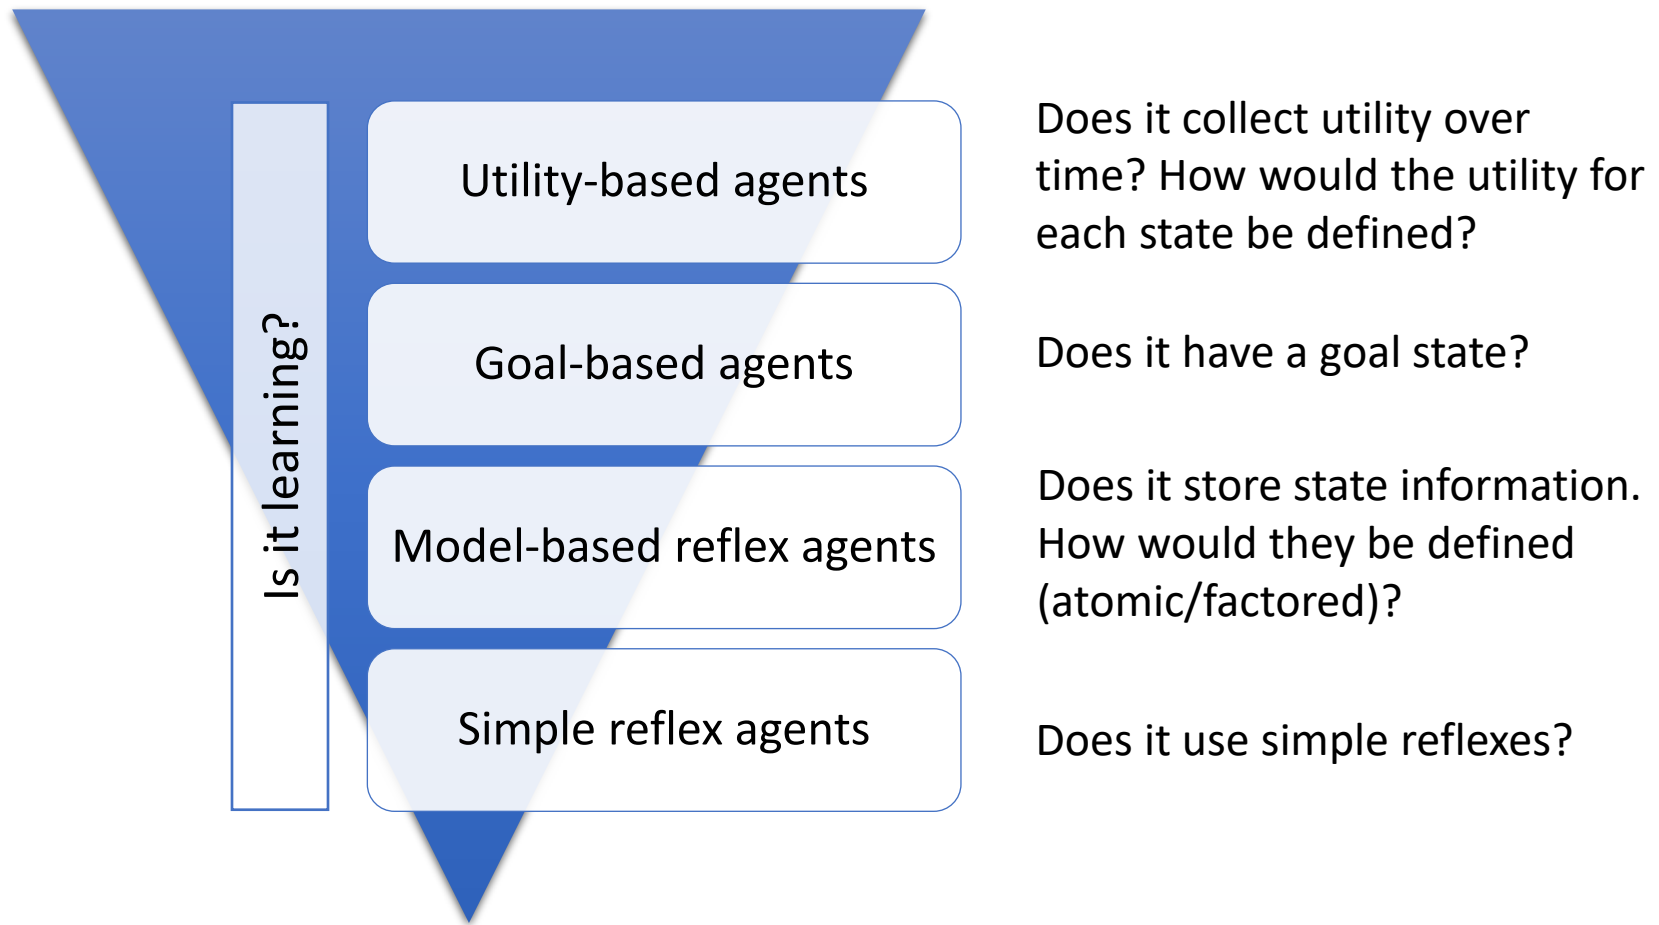 Is it learning?
Utility-based agents
Does it collect utility over
time? How would the utility for
each state be defined?
Goal-based agents
Does it have a goal state?
Model-based reflex agents
Does it store state information.
How would they be defined
(atomic/factored)?
Simple reflex agents
Does it use simple reflexes?